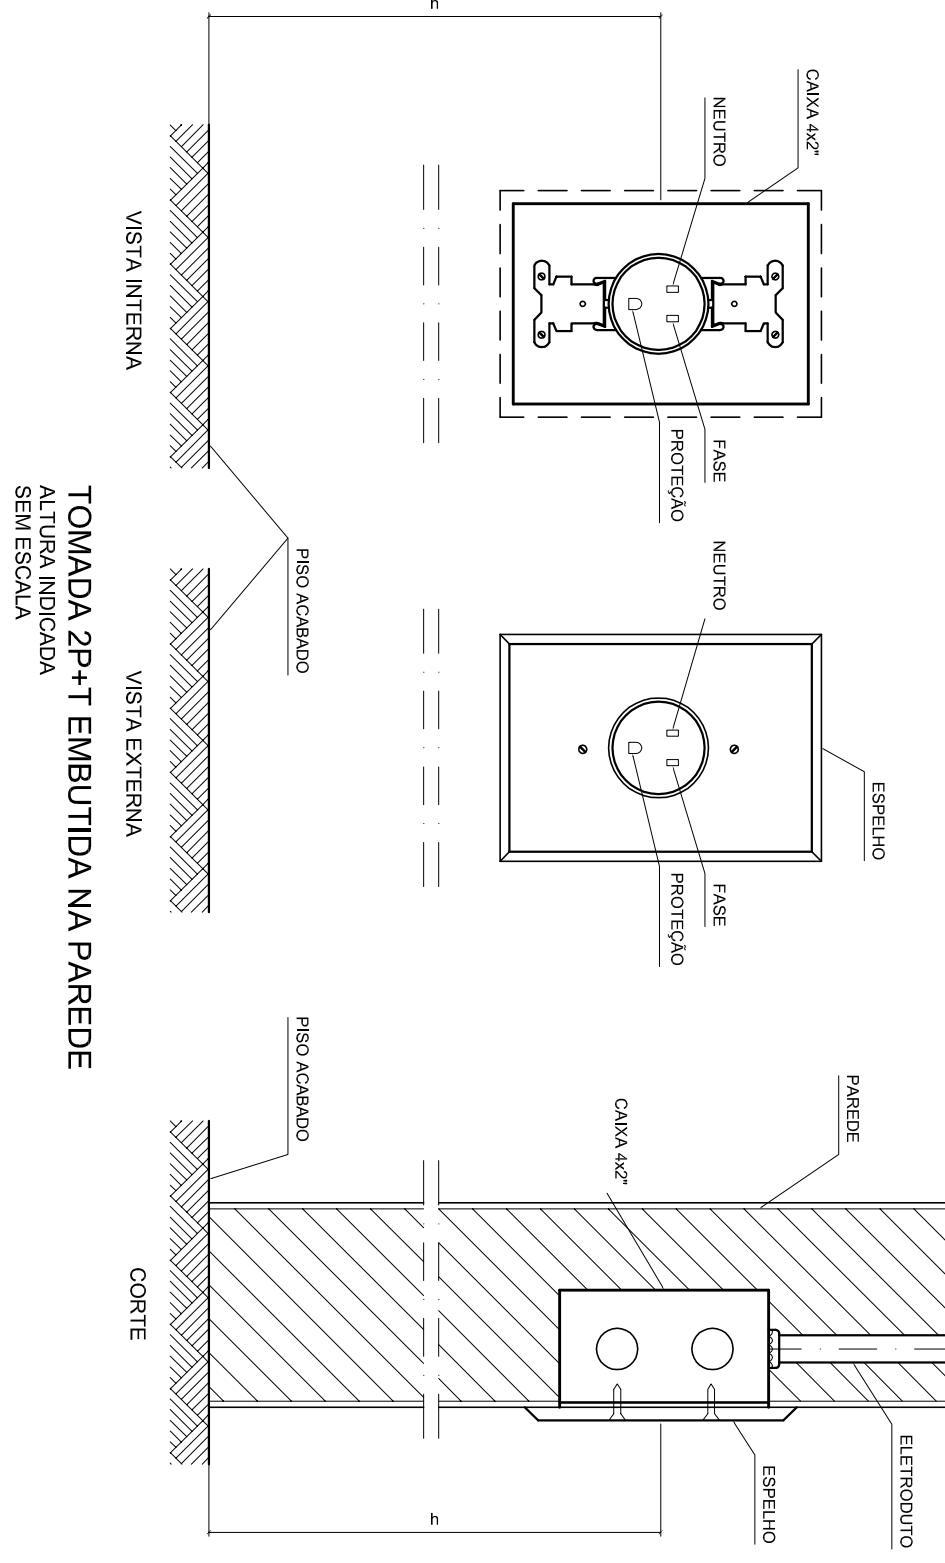 h
CAIXA 4x2"
NEUTRO
FASE
PROTEÇÃO
PISO ACABADO
VISTA INTERNA
NEUTRO
ESPELHO
FASE
PROTEÇÃO
VISTA EXTERNA
PAREDE
CAIXA 4x2"
PISO ACABADO
ELETRODUTO
ESPELHO
h
CORTE
TOMADA 2P+T EMBUTIDA NA PAREDE
ALTURA INDICADA
SEM ESCALA